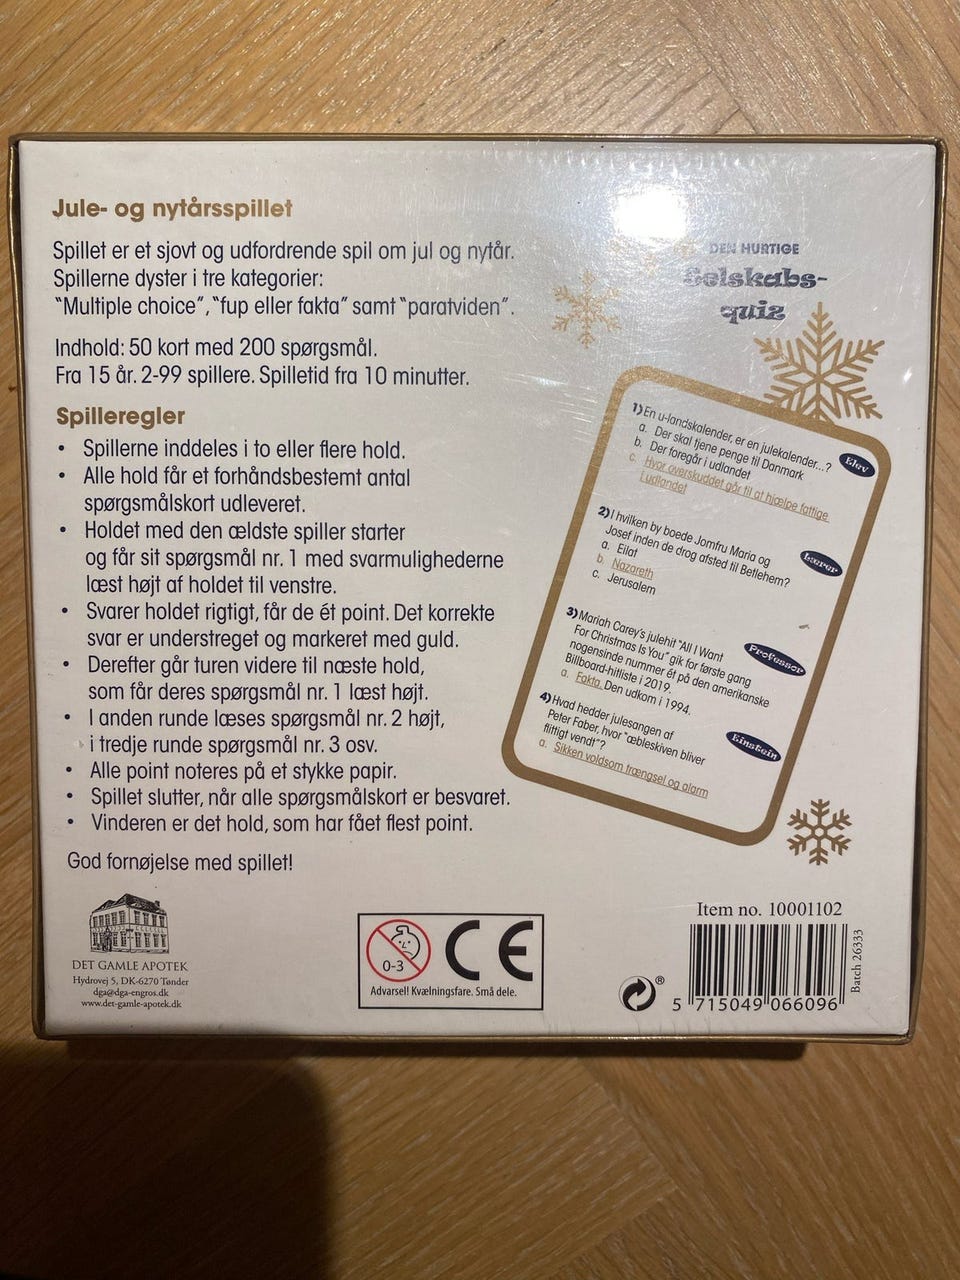 Jule- og nytårsspillet
Spillet er et sjovt og udfordrende spil om jul og nytår.
Spillerne dyster i tre kategorier:
"Multiple choice", "fup eller fakta" samt "paratviden".
Indhold: 50 kort med 200 spørgsmål.
Fra 15 år. 2-99 spillere. Spilletid fra 10 minutter.
Spilleregler
• Spillerne inddeles i to eller flere hold.
• Alle hold får et forhåndsbestemt antal
spørgsmålskort udleveret.
• Holdet med den ældste spiller starter
og får sit spørgsmål nr. 1 med svarmulighederne
læst højt af holdet til venstre.
• Svarer holdet rigtigt, får de ét point. Det korrekte
svar er understreget og markeret med guld.
• Derefter går turen videre til næste hold,
som får deres spørgsmål nr. 1 læst højt.
• I anden runde læses spørgsmål nr. 2 højt,
i tredje runde spørgsmål nr. 3 osv.
• Alle point noteres på et stykke papir.
• Spillet slutter, når alle spørgsmålskort er besvaret.
• Vinderen er det hold, som har fået flest point.
God fornøjelse med spillet!
DEN HURTIGE
Selskabs-
quiz
1) En u-landskalender, er en julekalender...?
a. Der skal tjene penge til Danmark
b. Der foregår i udlandet
c. Hvor overskuddet går til at hjælpe fattige
i udlandet
Elev
2) I hvilken by boede Jomfru Maria og
Josef inden de drog afsted til Betlehem?
a. Eilat
b. Nazareth
c. Jerusalem
Lærer
3) Mariah Carey's julehit "All I Want
For Christmas Is You" gik for første gang
nogensinde nummer ét på den amerikanske
Billboard-hitliste i 2019.
a. Fakta. Den udkom i 1994.
Professor
4) Hvad hedder julesangen af
Peter Faber, hvor "æbleskiven bliver
flittigt vendt"?
a. Sikken voldsom trængsel og alarm
Einstein
DET GAMLE APOTEK
Hydrovej 5, DK-6270 Tønder
dga@dga-engros.dk
www.det-gamle-apotek.dk
0-3
CE
Advarsel! Kvælningsfare. Små dele.
Item no. 10001102
5 715049 066096
Batch 26333
®